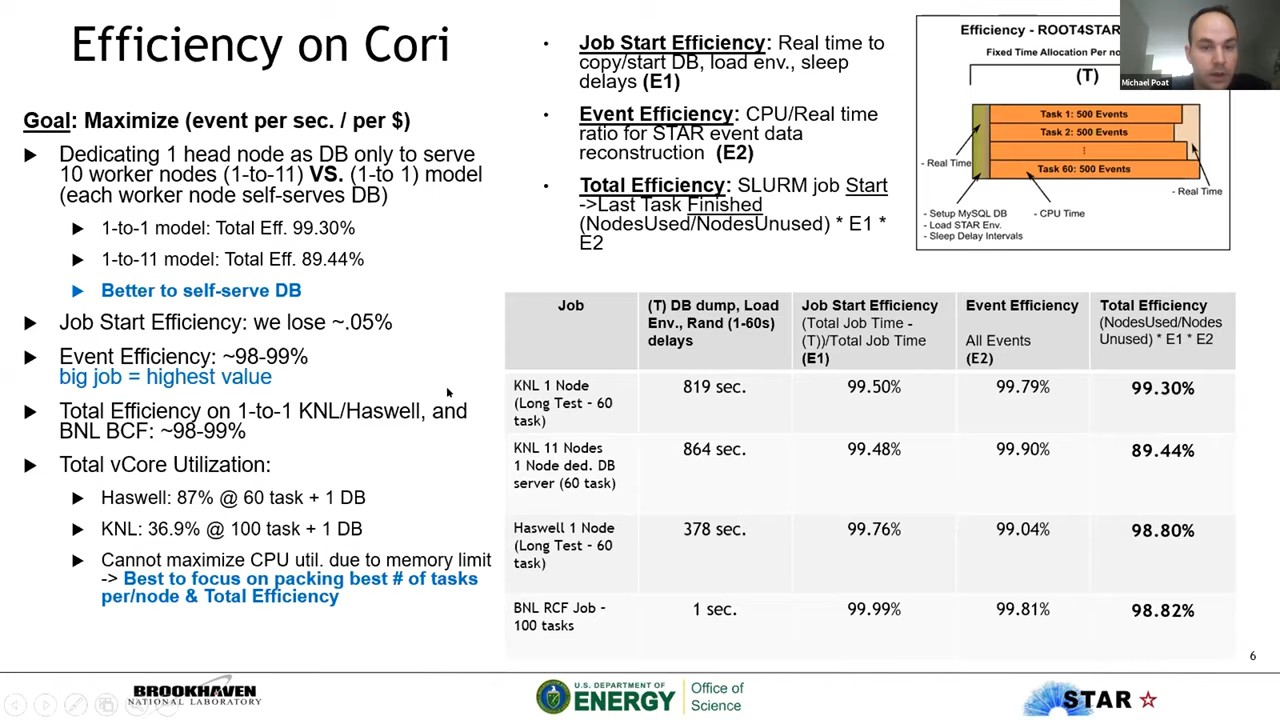 Efficiency on Cori
Goal: Maximize (event per sec. / per $)
Dedicating 1 head node as DB only to serve
10 worker nodes (1-to-11) VS. (1-to 1) model
(each worker node self-serves DB)
1-to-1 model: Total Eff. 99.30%
1-to-11 model: Total Eff. 89.44%
Better to self-serve DB
Job Start Efficiency: we lose ~.05%
Event Efficiency: ~98-99%
big job = highest value
Total Efficiency on 1-to-1 KNL/Haswell, and
BNL BCF: ~98-99%
Total vCore Utilization:
Haswell: 87% @ 60 task + 1 DB
KNL: 36.9% @ 100 task + 1 DB
Cannot maximize CPU util. due to memory limit
-> Best to focus on packing best # of tasks
per/node & Total Efficiency
Job Start Efficiency: Real time to
copy/start DB, load env., sleep
delays (E1)
Event Efficiency: CPU/Real time
ratio for STAR event data
reconstruction (E2)
Total Efficiency: SLURM job Start
->Last Task Finished
(NodesUsed/NodesUnused) * E1 *
E2
Efficiency - ROOT4STAR
Fixed Time Allocation Per
(T)
Task 1: 500 Events
Task 2: 500 Events
⋮
Task 60: 500 Events
- Real Time
- Real Time
- Setup MySQL DB
- Load STAR Env.
- Sleep Delay Intervals
- CPU Time
Michael Poat
Job
(T) DB dump, Load
Env., Rand (1-60s)
delays
Job Start Efficiency
(Total Job Time -
(T))/Total Job Time
(E1)
Event Efficiency
All Events
(E2)
Total Efficiency
(NodesUsed/Nodes
Unused) * E1 * E2
KNL 1 Node
(Long Test - 60
task)
819 sec.
99.50%
99.79%
99.30%
KNL 11 Nodes
1 Node ded. DB
server (60 task)
864 sec.
99.48%
99.90%
89.44%
Haswell 1 Node
(Long Test - 60
task)
378 sec.
99.76%
99.04%
98.80%
BNL RCF Job -
100 tasks
1 sec.
99.99%
99.81%
98.82%
6
BROOKHAVEN
NATIONAL LABORATORY
U.S. DEPARTMENT OF
ENERGY
Office of
Science
STAR